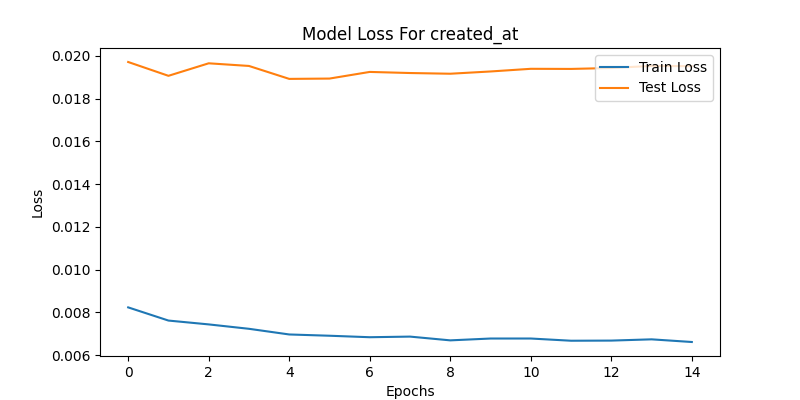 Model Loss For created_at
0.020
0.018
0.016
0.014
0.012
0.010
0.008
0.006
Loss
Train Loss
Test Loss
0 2 4 6 8 10 12 14
Epochs